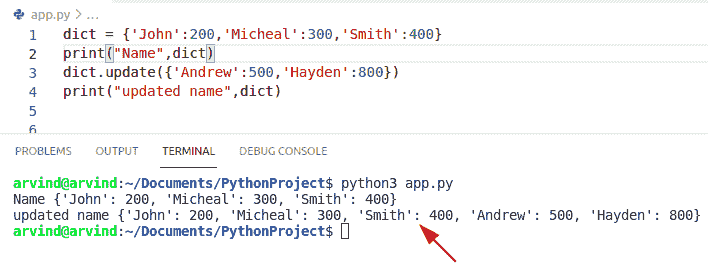 app.py > ...
1 dict = {'John':200,'Micheal':300,'Smith':400}
2 print("Name",dict)
3 dict.update({'Andrew':500,'Hayden':800})
4 print("updated name",dict)
5
6
PROBLEMS OUTPUT TERMINAL DEBUG CONSOLE
arvind@arvind:~/Documents/PythonProject$ python3 app.py
Name {'John': 200, 'Micheal': 300, 'Smith': 400}
updated name {'John': 200, 'Micheal': 300, 'Smith': 400, 'Andrew': 500, 'Hayden': 800}
arvind@arvind:~/Documents/PythonProject$